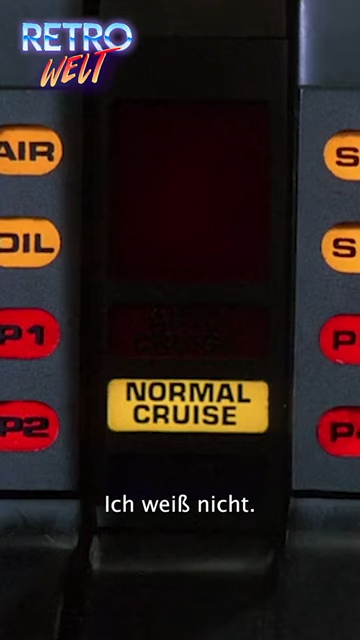 RETRO
WELT
AIR
OIL
P1
P2
S
S
P
P
NORMAL
CRUISE
Ich weiß nicht.